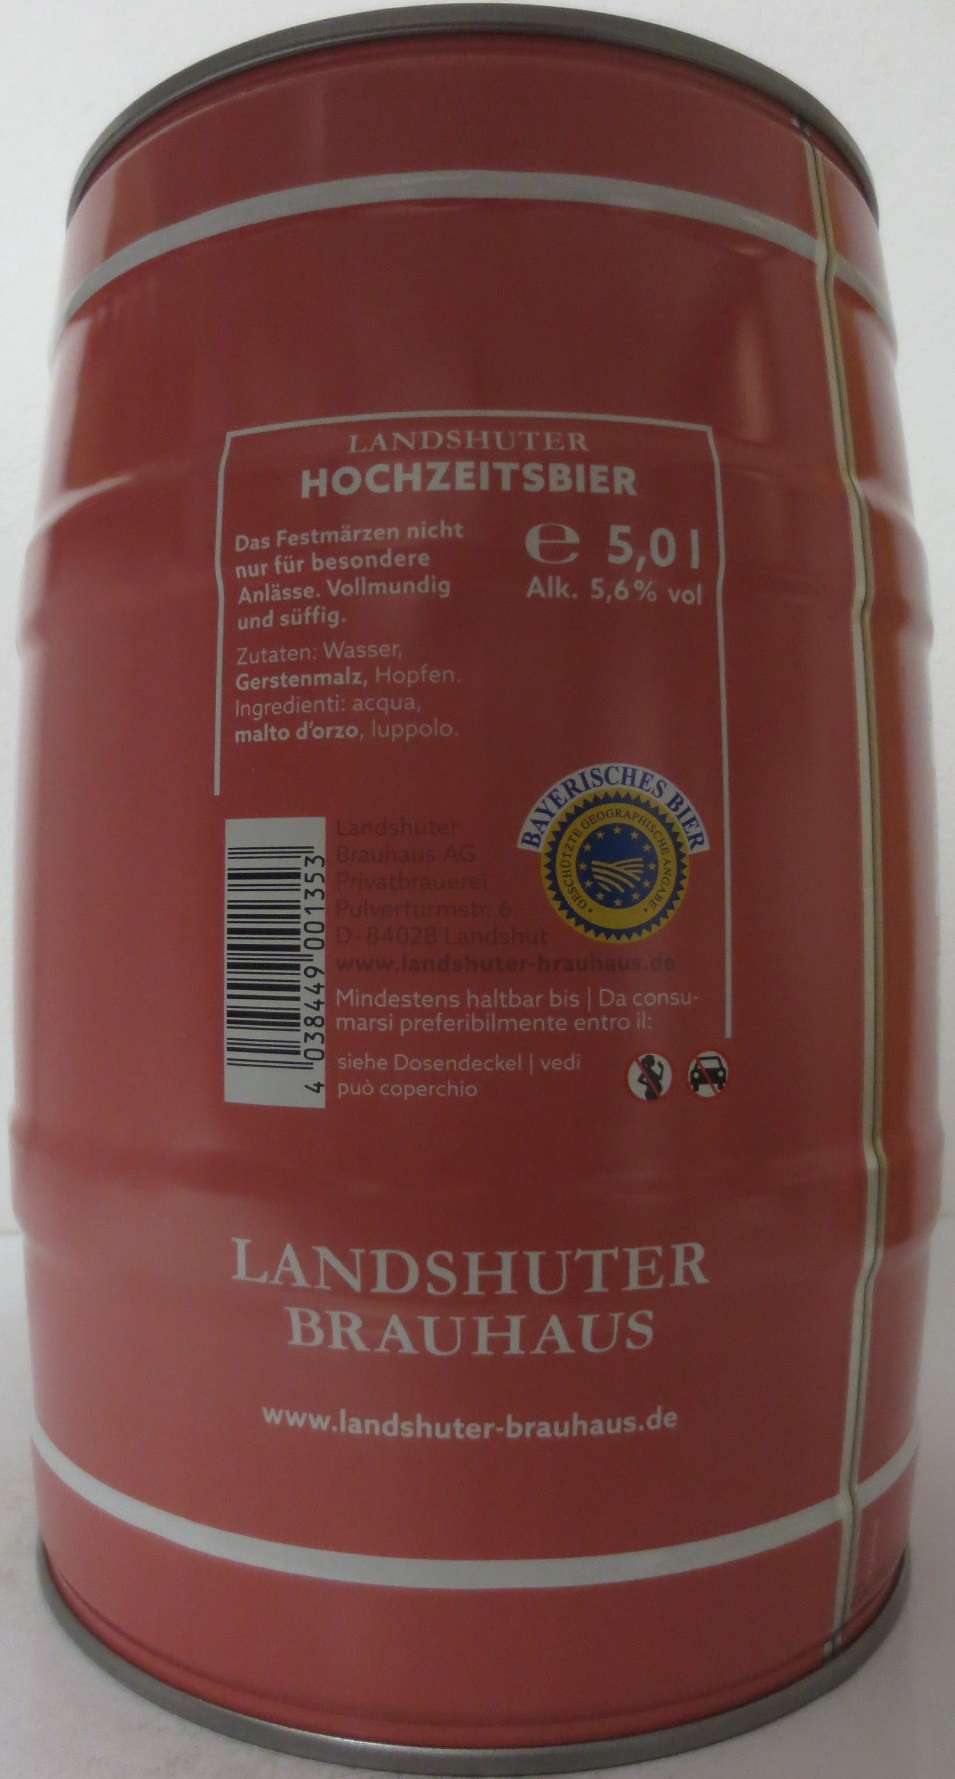 LANDSHUTER
HOCHZEITSBIER
Das Festmärzen nicht
nur für besondere
Anlässe. Vollmundig
und süffig.
Zutaten: Wasser,
Gerstenmalz, Hopfen.
Ingredienti: acqua,
malto d'orzo, luppolo.
e 5,0 l
Alk. 5,6% vol
BAYERISCHES BIER
GESCHÜTZTE GEOGRAPHISCHE ANGABE
4 038449 001353
Landshuter
Brauhaus AG
Privatbrauerei
Pulverturmstr. 6
D-84028 Landshut
www.landshuter-brauhaus.de
Mindestens haltbar bis | Da consu-
marsi preferibilmente entro il:
siehe Dosendeckel | vedi
può coperchio
LANDSHUTER
BRAUHAUS
www.landshuter-brauhaus.de